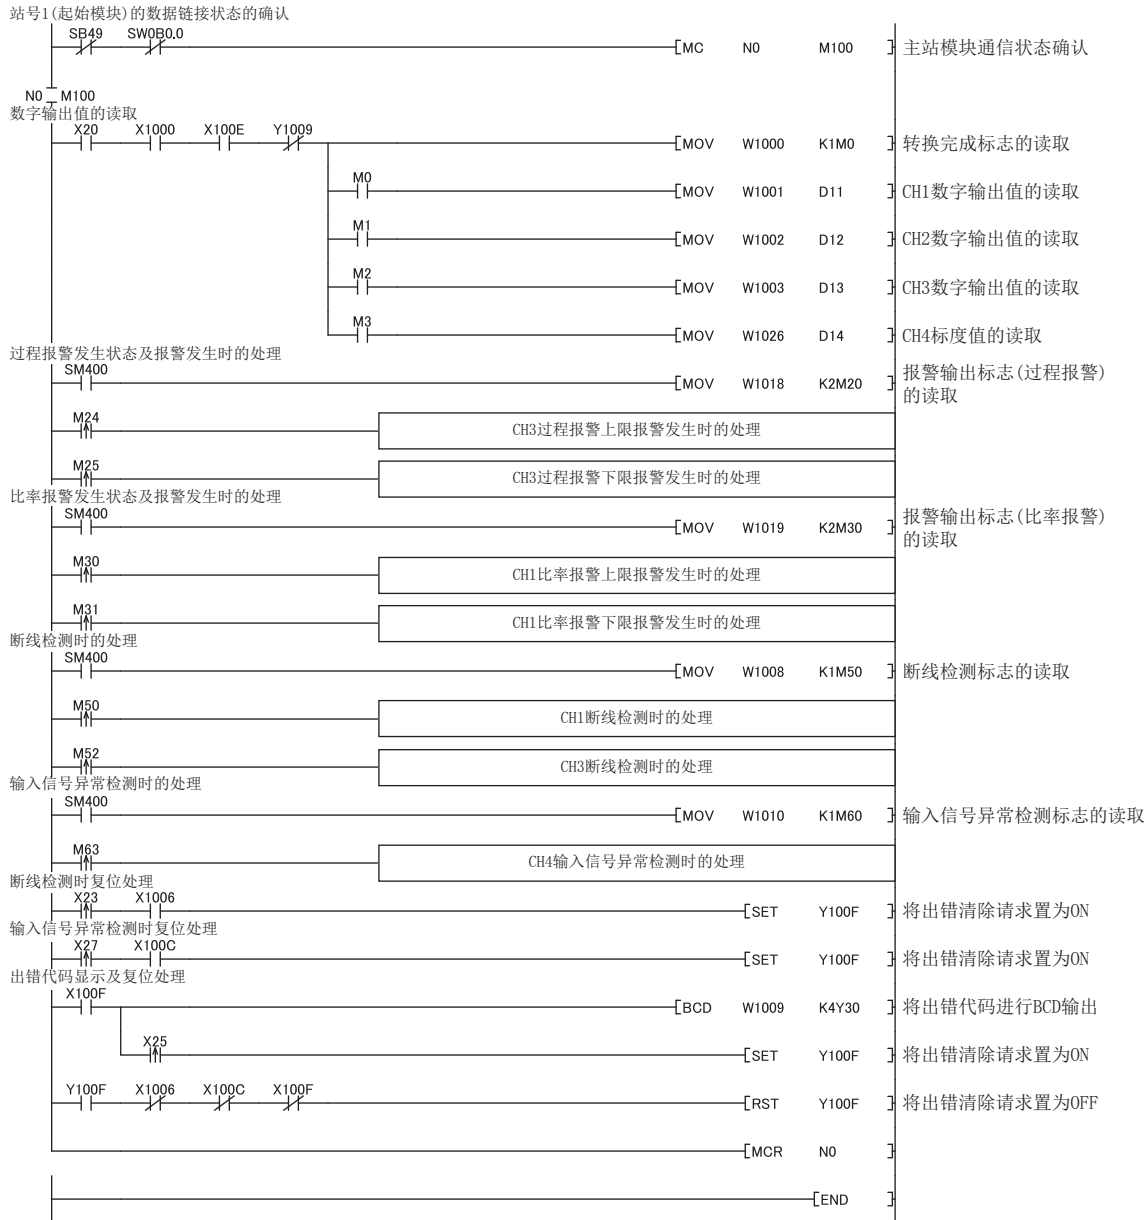 站号1(起始模块)的数据链接状态的确认
SB49 SW0B0.0
MC N0 M100 主站模块通信状态确认
N0 M100
数字输出值的读取
X20 X1000 X100E Y1009
MOV W1000 K1M0 转换完成标志的读取
M0
MOV W1001 D11 CH1数字输出值的读取
M1
MOV W1002 D12 CH2数字输出值的读取
M2
MOV W1003 D13 CH3数字输出值的读取
M3
MOV W1026 D14 CH4标度值的读取
过程报警发生状态及报警发生时的处理
SM400
MOV W1018 K2M20 报警输出标志(过程报警)
的读取
M24
CH3过程报警上限报警发生时的处理
M25
CH3过程报警下限报警发生时的处理
比率报警发生状态及报警发生时的处理
SM400
MOV W1019 K2M30 报警输出标志(比率报警)
的读取
M30
CH1比率报警上限报警发生时的处理
M31
CH1比率报警下限报警发生时的处理
断线检测时的处理
SM400
MOV W1008 K1M50 断线检测标志的读取
M50
CH1断线检测时的处理
M52
CH3断线检测时的处理
输入信号异常检测时的处理
SM400
MOV W1010 K1M60 输入信号异常检测标志的读取
M63
CH4输入信号异常检测时的处理
断线检测时复位处理
X23 X1006
SET Y100F 将出错清除请求置为ON
输入信号异常检测时复位处理
X27 X100C
SET Y100F 将出错清除请求置为ON
出错代码显示及复位处理
X100F
BCD W1009 K4Y30 将出错代码进行BCD输出
X25
SET Y100F 将出错清除请求置为ON
Y100F X1006 X100C X100F
RST Y100F 将出错清除请求置为OFF
MCR N0
END